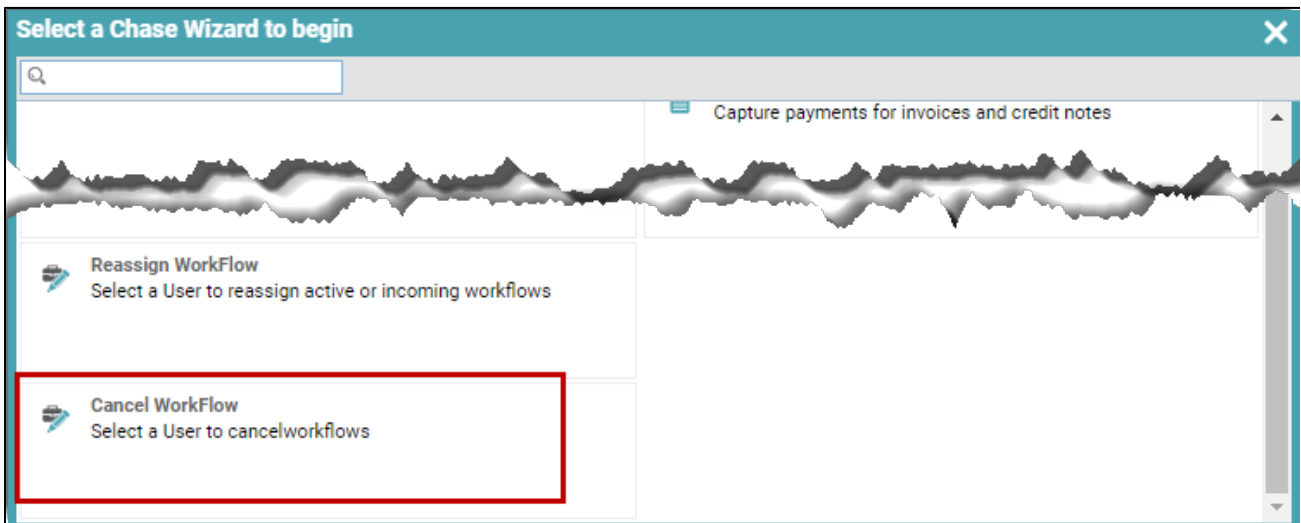 Select a Chase Wizard to begin
Capture payments for invoices and credit notes
Reassign WorkFlow
Select a User to reassign active or incoming workflows
Cancel WorkFlow
Select a User to cancelworkflows